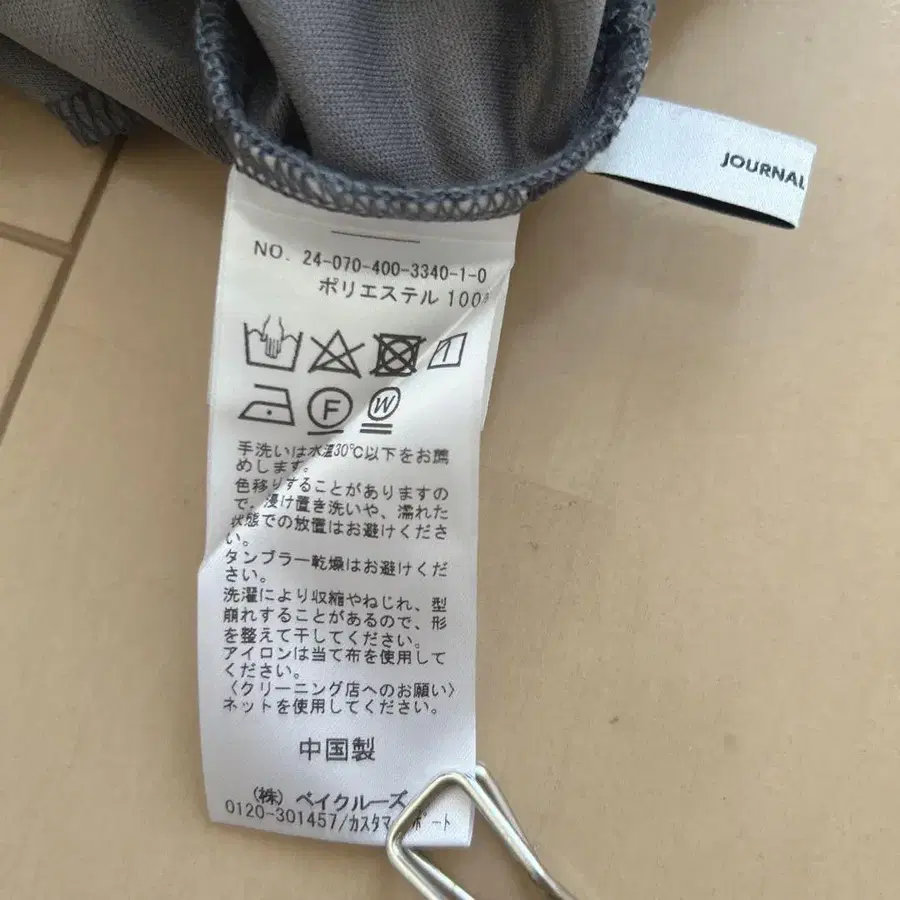 JOURNAL
NO. 24-070-400-3340-1-0
ポリエステル 100
F
W
手洗いは水温30℃以下をお薦
めします。
色移りすることがありますの
で、浸け置き洗いや、濡れた
状態での放置はお避けくださ
い。
タンブラー乾燥はお避けくだ
さい。
洗濯により収縮やねじれ、型
崩れすることがあるので、形
を整えて干してください。
アイロンは当て布を使用して
ください。
〈クリーニング店へのお願い〉
ネットを使用してください。
中国製
(株) ベイクルーズ
0120-301457/カスタマ ポート